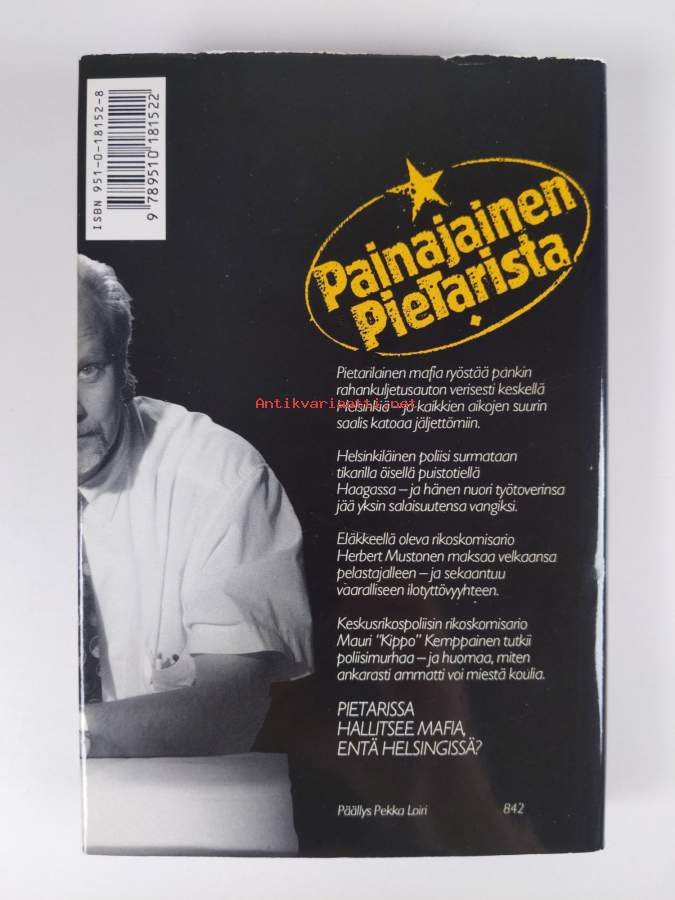 ISBN 951-0-18152-8
9 789510 181522
Painajainen
Pietarista
Pietarilainen mafia ryöstää pankin
rahankuljetusauton verisesti keskellä
Helsinkiä – ja kaikkien aikojen suurin
saalis katoaa jäljettömiin.
Antikvariaatti.net
Helsinkiläinen poliisi surmataan
tikarilla öisellä puistotiellä
Haagassa – ja hänen nuori työtoverinsa
jää yksin salaisuutensa vangiksi.
Eläkkeellä oleva rikoskomisario
Herbert Mustonen maksaa velkaansa
pelastajalleen – ja sekaantuu
vaaralliseen ilotyttövyyhteen.
Keskusrikospoliisin rikoskomisario
Mauri "Kippo" Kemppainen tutkii
poliisimurhaa – ja huomaa, miten
ankarasti ammatti voi miestä koulia.
PIETARISSA
HALLITSEE MAFIA,
ENTÄ HELSINGISSÄ?
Päällys Pekka Loiri 842